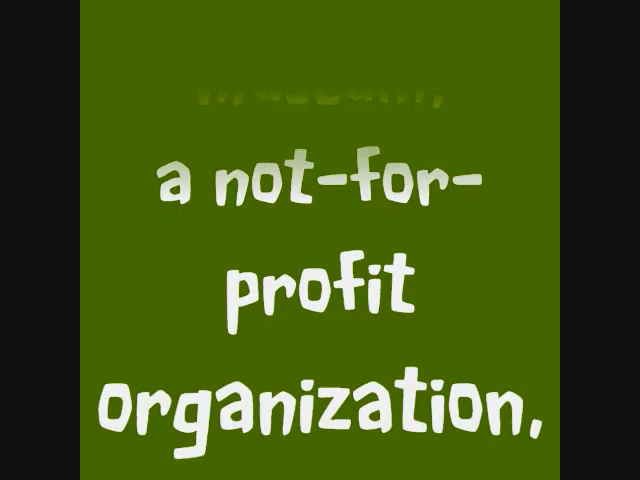 a not-for-
profit
organization,